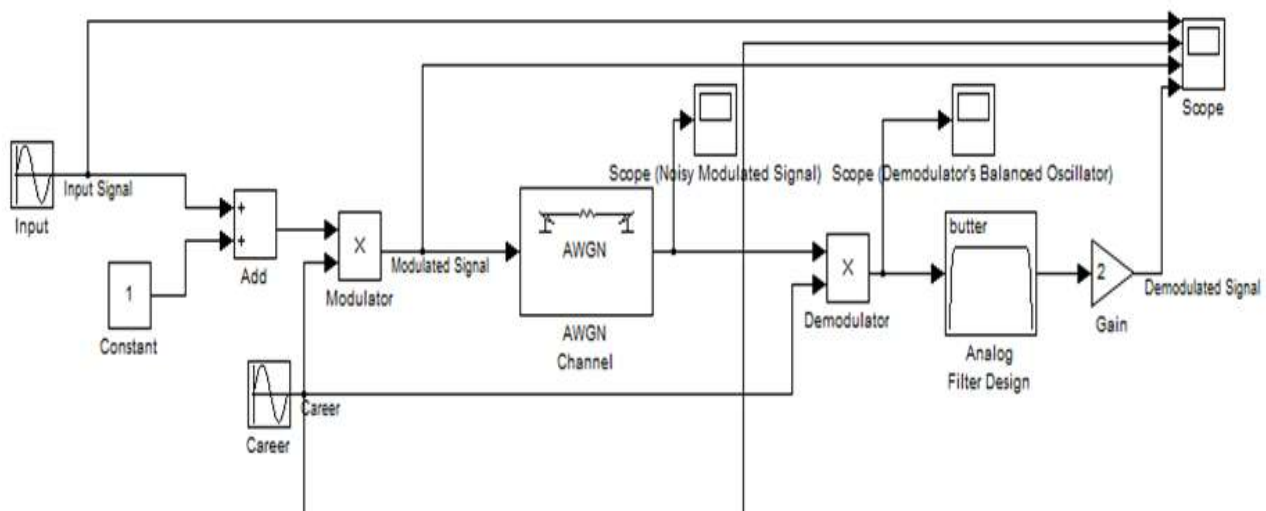 Scope
Scope (Noisy Modulated Signal)
Scope (Demodulator's Balanced Oscillator)
Input Signal
Input
+
+
Add
1
Constant
X
Modulator
Modulated Signal
AWGN
AWGN
Channel
X
Demodulator
butter
Analog
Filter Design
2
Gain
Demodulated Signal
Career
Career